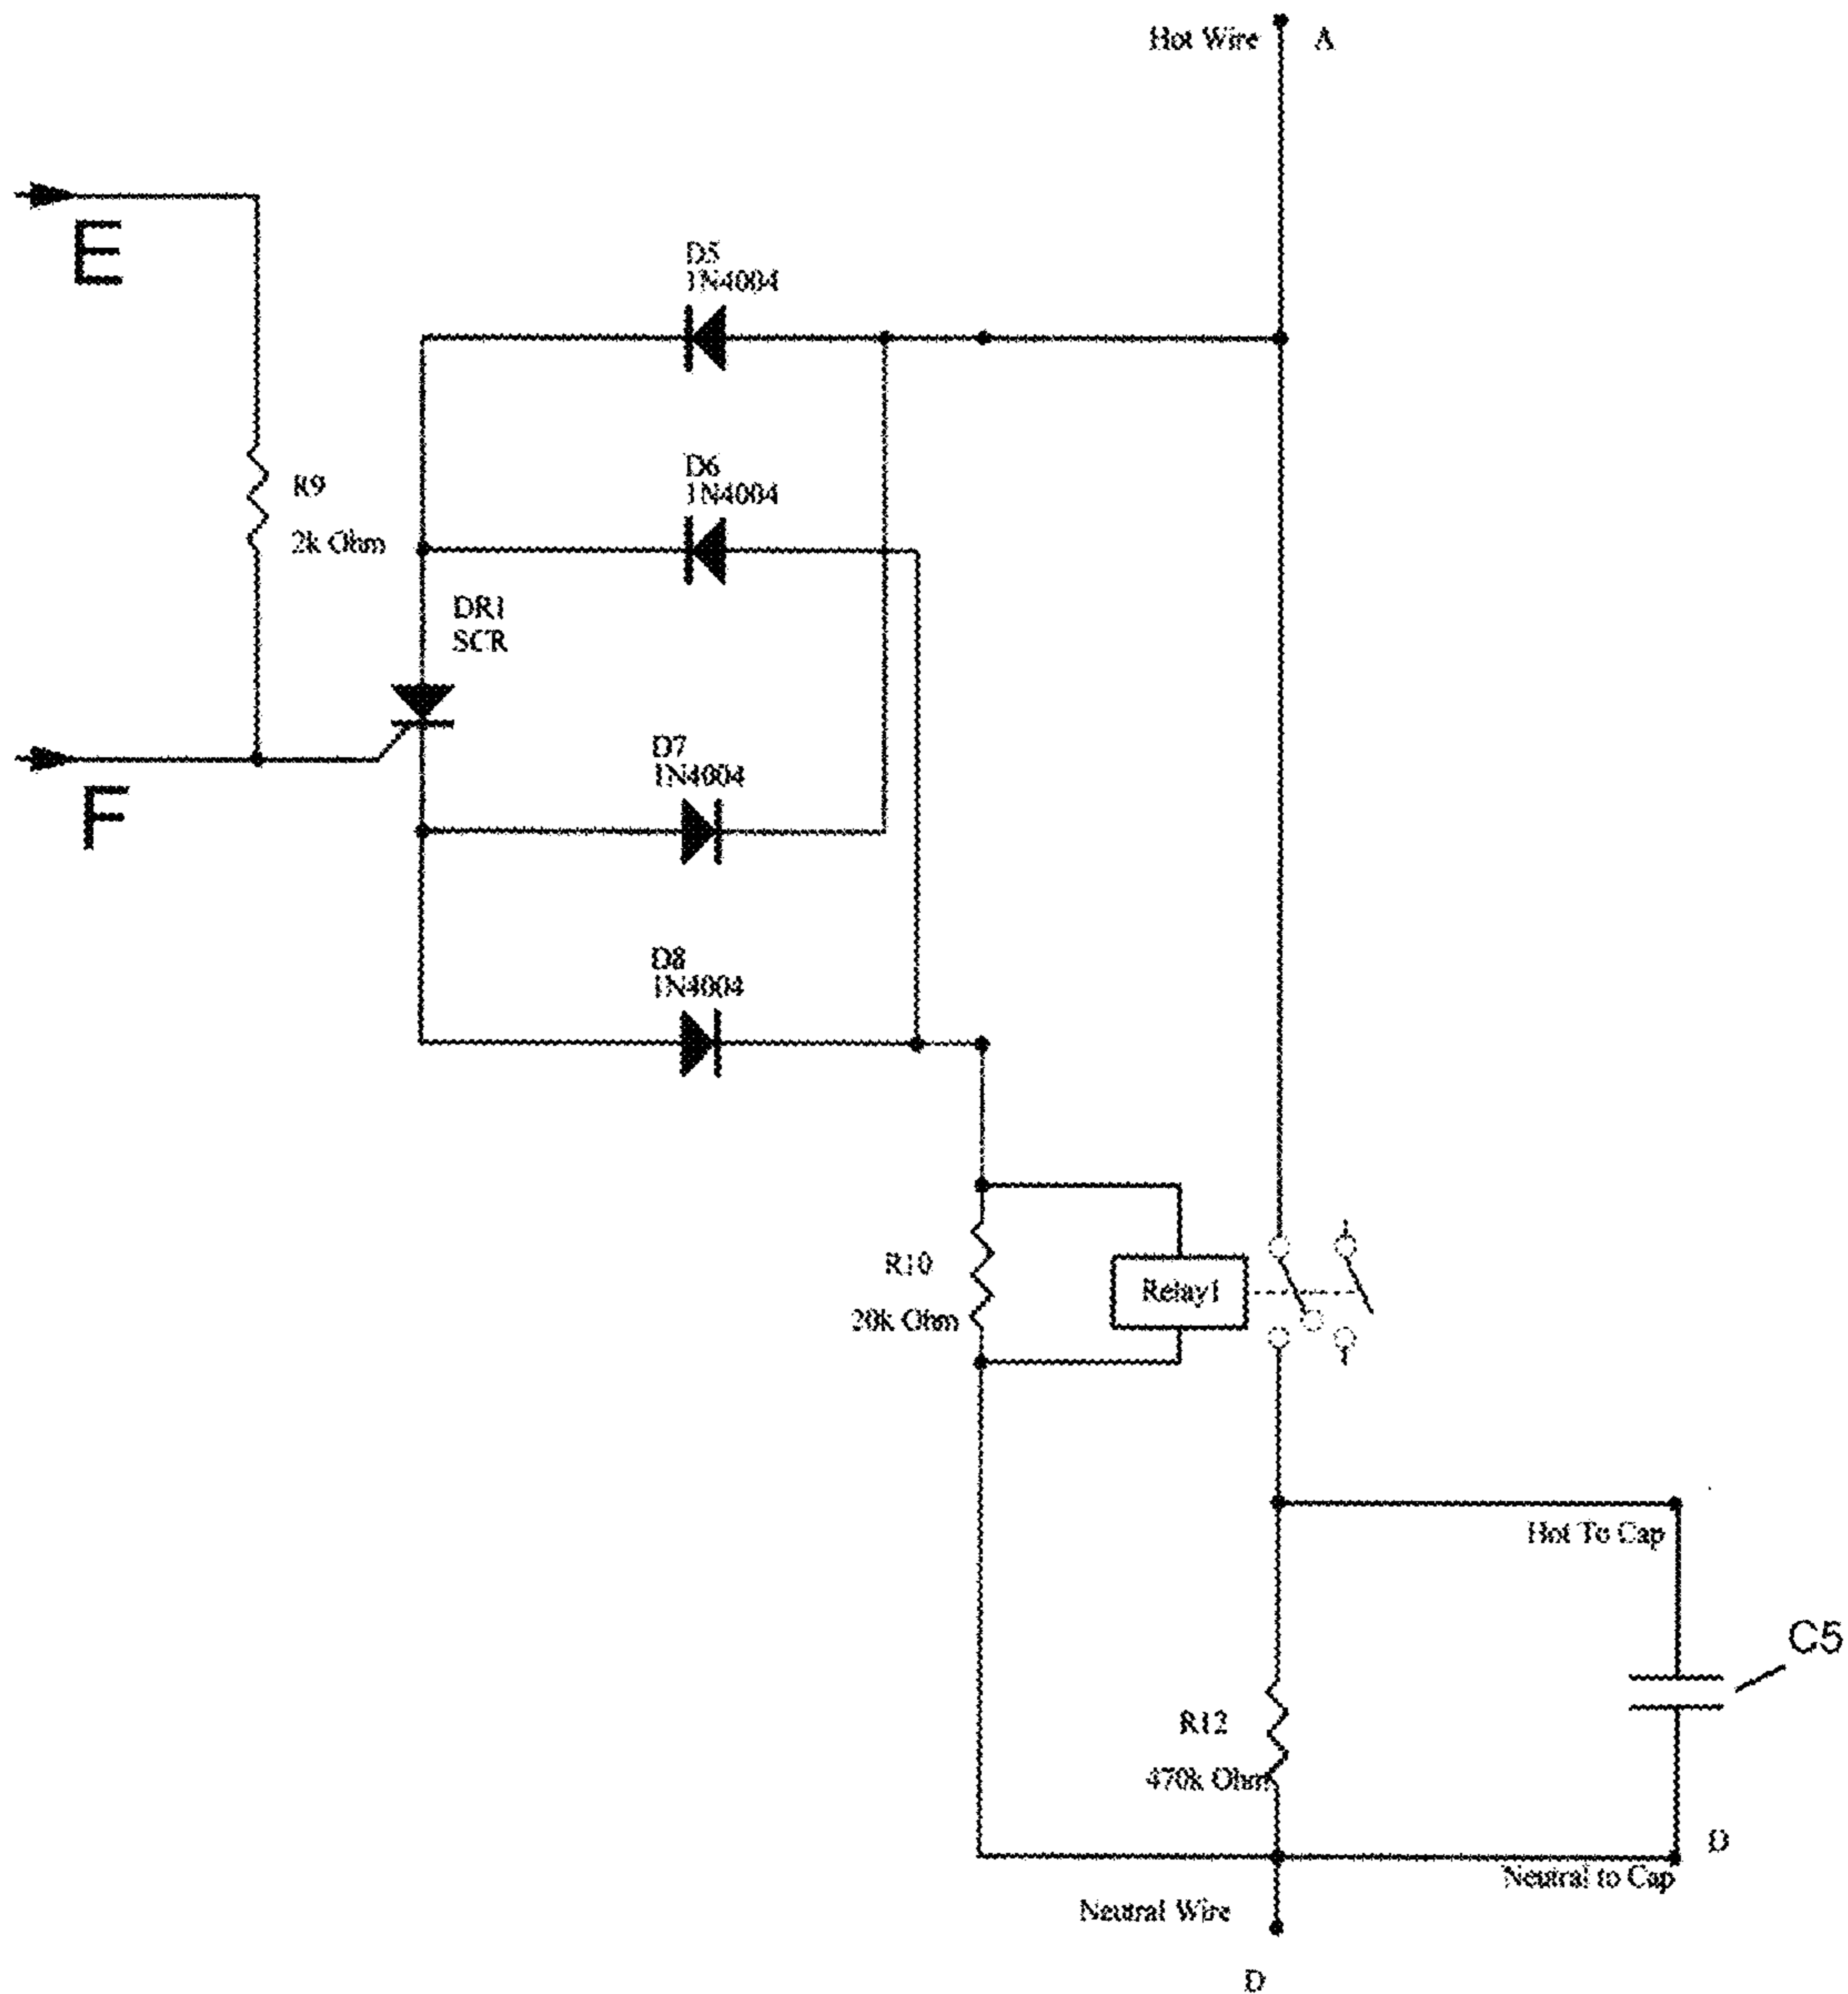 Hot Wire A
E
D5
1N4004
D6
1N4004
R9
2k Ohm
DR1
SCR
D7
1N4004
F
D8
1N4004
R10
20k Ohm
Relay1
Hot To Cap
C5
R12
470k Ohm
D
Neutral to Cap
Neutral Wire
D